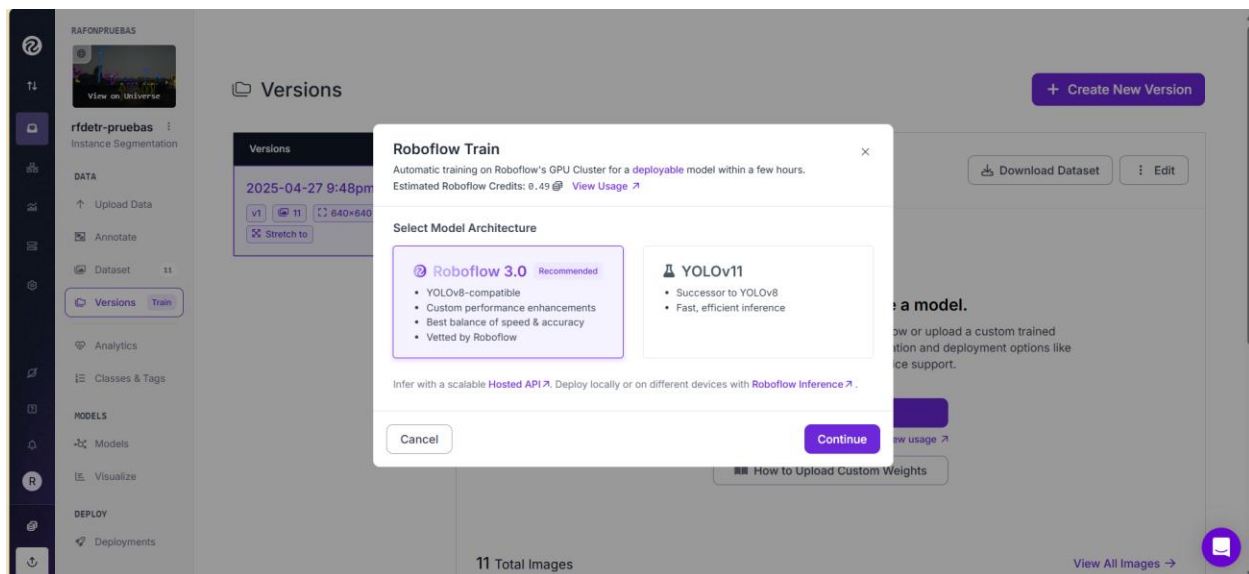 RAFONPRUEBAS
View on Universe
rfdetr-pruebas
Instance Segmentation
DATA
Upload Data
Annotate
Dataset 11
Versions Train
Analytics
Classes & Tags
MODELS
Models
Visualize
DEPLOY
Deployments
R
Versions
+ Create New Version
Versions
2025-04-27 9:48pm
v1 11 640×640
Stretch to
Download Dataset
Edit
Roboflow Train
Automatic training on Roboflow's GPU Cluster for a deployable model within a few hours.
Estimated Roboflow Credits: 0.49 View Usage ↗
Select Model Architecture
Roboflow 3.0 Recommended
• YOLOv8-compatible
• Custom performance enhancements
• Best balance of speed & accuracy
• Vetted by Roboflow
YOLOv11
• Successor to YOLOv8
• Fast, efficient inference
Infer with a scalable Hosted API ↗. Deploy locally or on different devices with Roboflow Inference ↗ .
Cancel
Continue
a model.
or upload a custom trained
and deployment options like
support.
usage ↗
How to Upload Custom Weights
11 Total Images
View All Images →